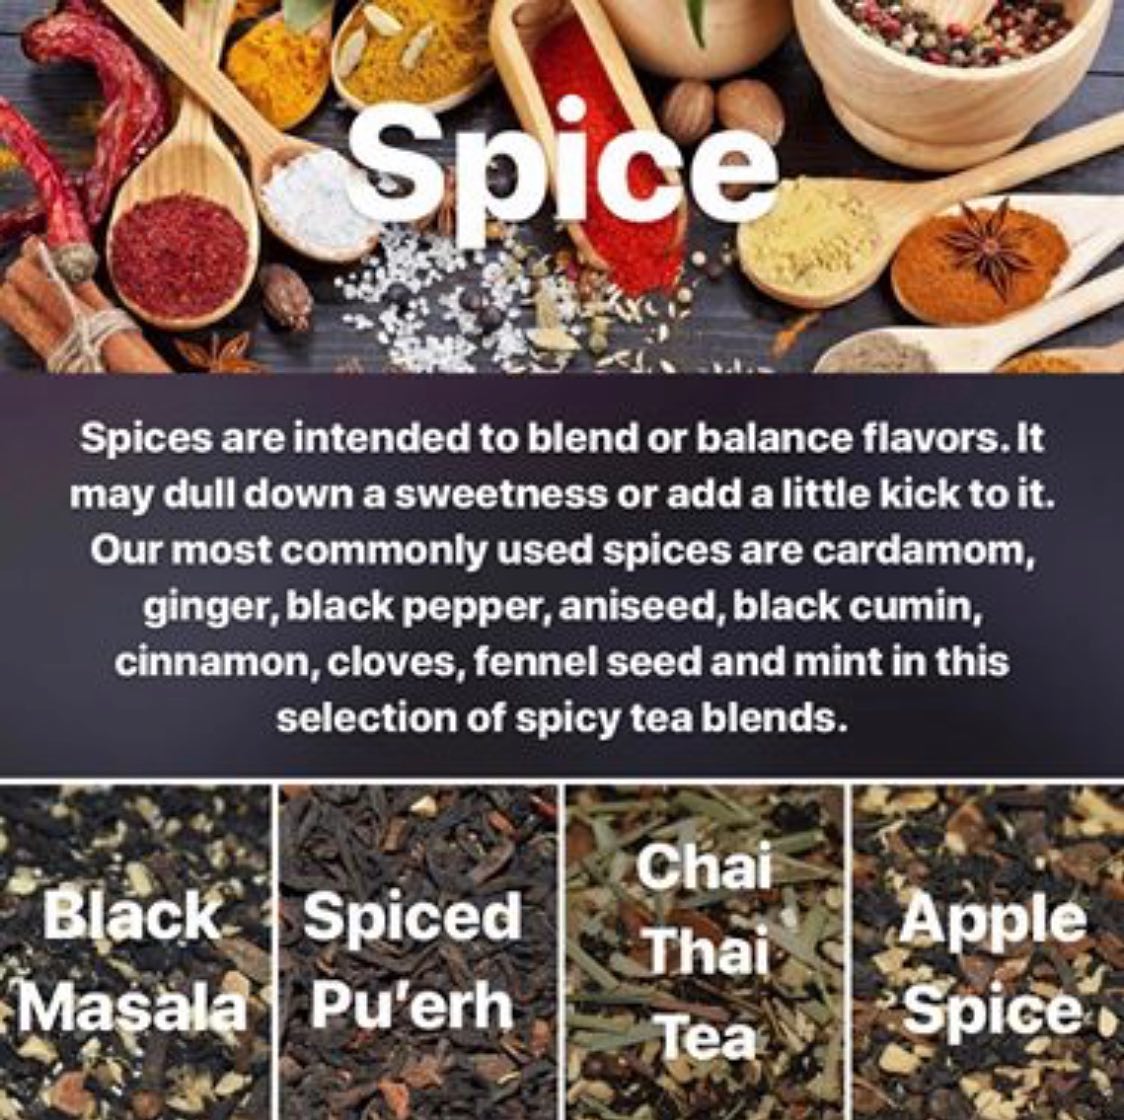 Spice
Spices are intended to blend or balance flavors. It
may dull down a sweetness or add a little kick to it.
Our most commonly used spices are cardamom,
ginger, black pepper, aniseed, black cumin,
cinnamon, cloves, fennel seed and mint in this
selection of spicy tea blends.
Black
Masala
Spiced
Pu'erh
Chai
Thai
Tea
Apple
Spice